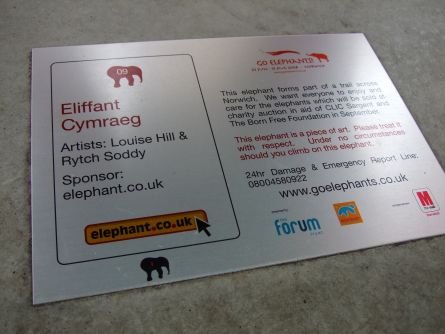 09
Eliffant
Cymraeg
Artists: Louise Hill &
Rytch Soddy
Sponsor:
elephant.co.uk
elephant.co.uk
GO ELEPHANTS!
This elephant forms part of a trail across
Norwich. We want everyone to enjoy and
care for the elephants which will be sold at
charity auction in aid of CLIC Sargent and
The Born Free Foundation in September.
This elephant is a piece of art. Please treat it
with respect. Under no circumstances
should you climb on this elephant.
24hr Damage & Emergency Report Line:
08004580922
www.goelephants.co.uk
the
forum
M